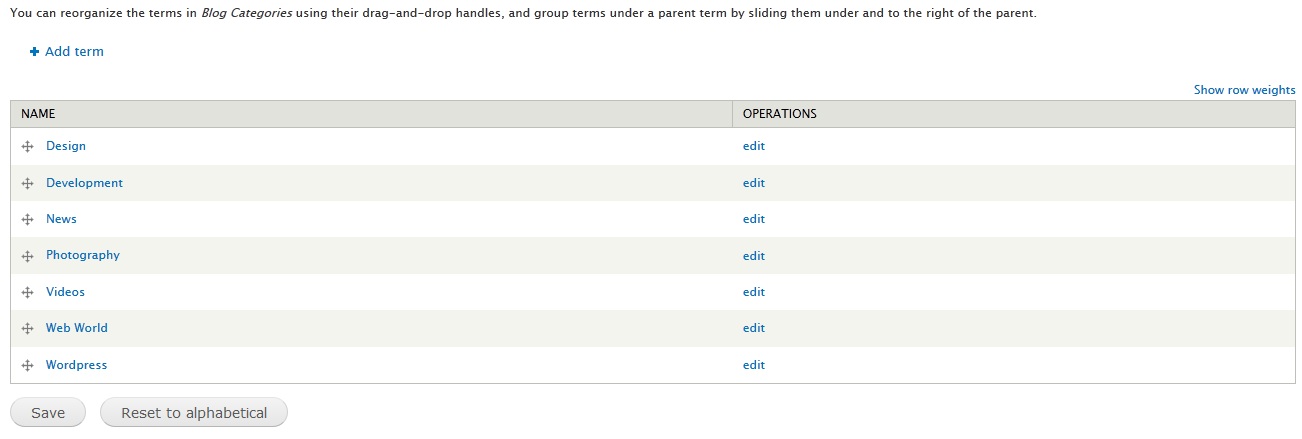 You can reorganize the terms in Blog Categories using their drag-and-drop handles, and group terms under a parent term by sliding them under and to the right of the parent.
Add term
Show row weights
NAME OPERATIONS
Design edit
Development edit
News edit
Photography edit
Videos edit
Web World edit
Wordpress edit
Save Reset to alphabetical